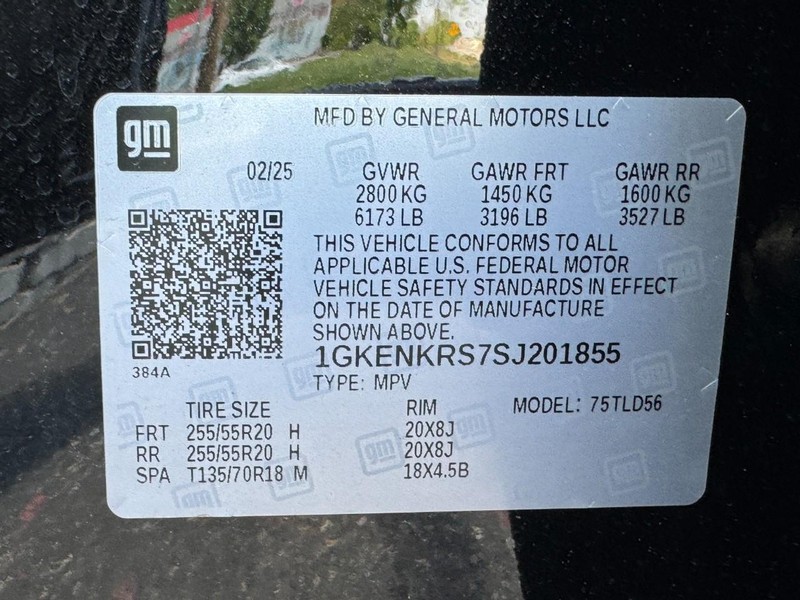 gm
MFD BY GENERAL MOTORS LLC
02/25 GVWR GAWR FRT GAWR RR
2800 KG 1450 KG 1600 KG
6173 LB 3196 LB 3527 LB
THIS VEHICLE CONFORMS TO ALL
APPLICABLE U.S. FEDERAL MOTOR
VEHICLE SAFETY STANDARDS IN EFFECT
ON THE DATE OF MANUFACTURE
SHOWN ABOVE.
1GKENKRS7SJ201855
384A
TYPE: MPV
TIRE SIZE RIM MODEL: 75TLD56
FRT 255/55R20 H 20X8J
RR 255/55R20 H 20X8J
SPA T135/70R18 M 18X4.5B